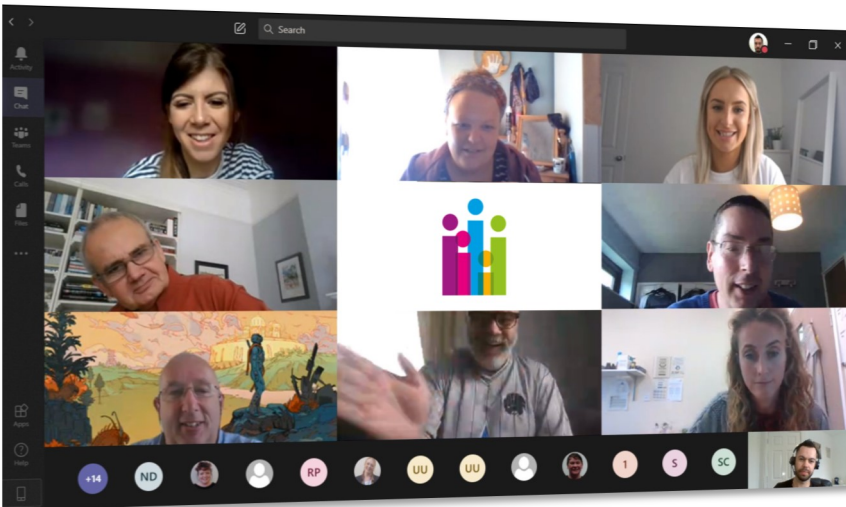 Search
Activity
Chat
Teams
Calls
Files
Apps
Help
+14
ND
RP
UU
UU
1
S
SC